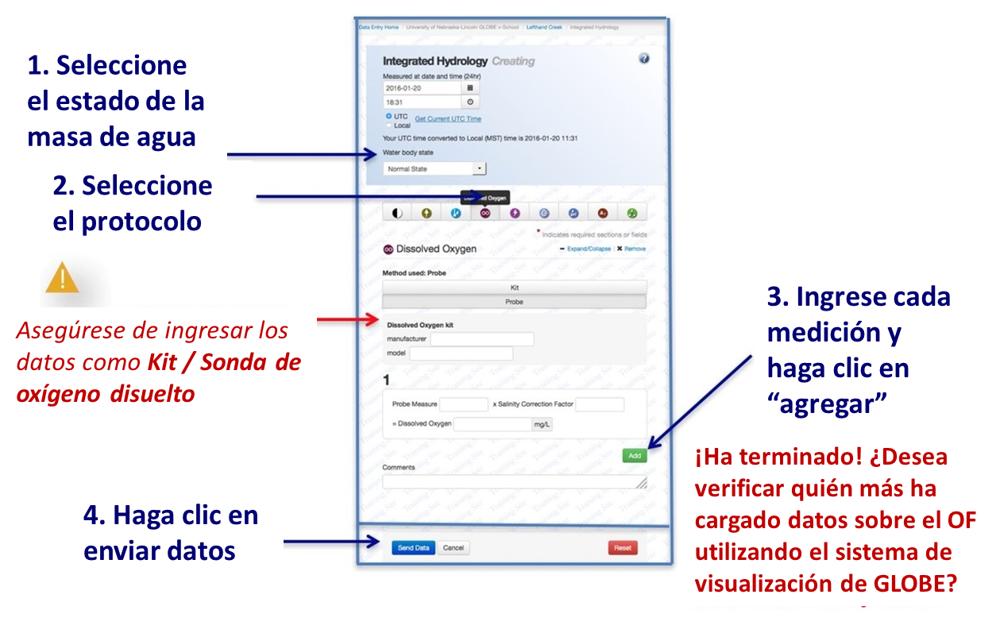 Data Entry Home / University of Nebraska-Lincoln GLOBE v-School / Lefthand Creek / Integrated Hydrology
1. Seleccione
el estado de la
masa de agua
2. Seleccione
el protocolo
Asegúrese de ingresar los
datos como Kit / Sonda de
oxígeno disuelto
Integrated Hydrology Creating
Measured at date and time (24hr)
2016-01-20
18:31
UTC Get Current UTC Time
Local
Your UTC time converted to Local (MST) time is 2016-01-20 11:31
Water body state
Normal State
Oxygen
* Indicates required sections or fields
Dissolved Oxygen
Expand/Collapse | ✖ Remove
Method used: Probe
Kit
Probe
Dissolved Oxygen kit
manufacturer
model
1
Probe Measure x Salinity Correction Factor
= Dissolved Oxygen mg/L
Add
Comments
Send Data Cancel Reset
3. Ingrese cada
medición y
haga clic en
“agregar”
¡Ha terminado! ¿Desea
verificar quién más ha
cargado datos sobre el OF
utilizando el sistema de
visualización de GLOBE?
4. Haga clic en
enviar datos